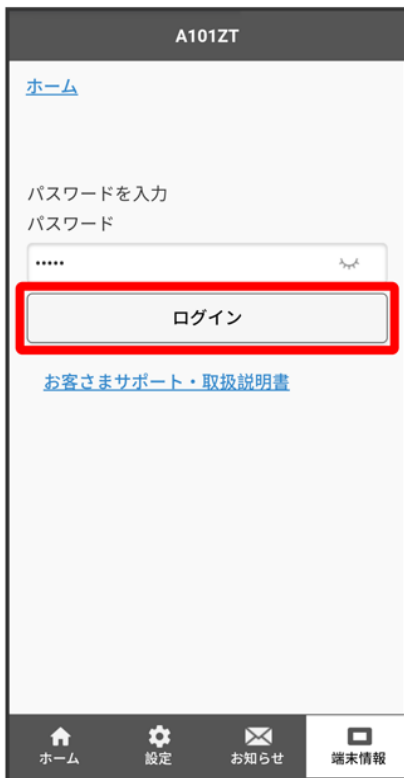 A101ZT
ホーム
パスワードを入力
パスワード
•••••
ログイン
お客さまサポート・取扱説明書
ホーム
設定
お知らせ
端末情報